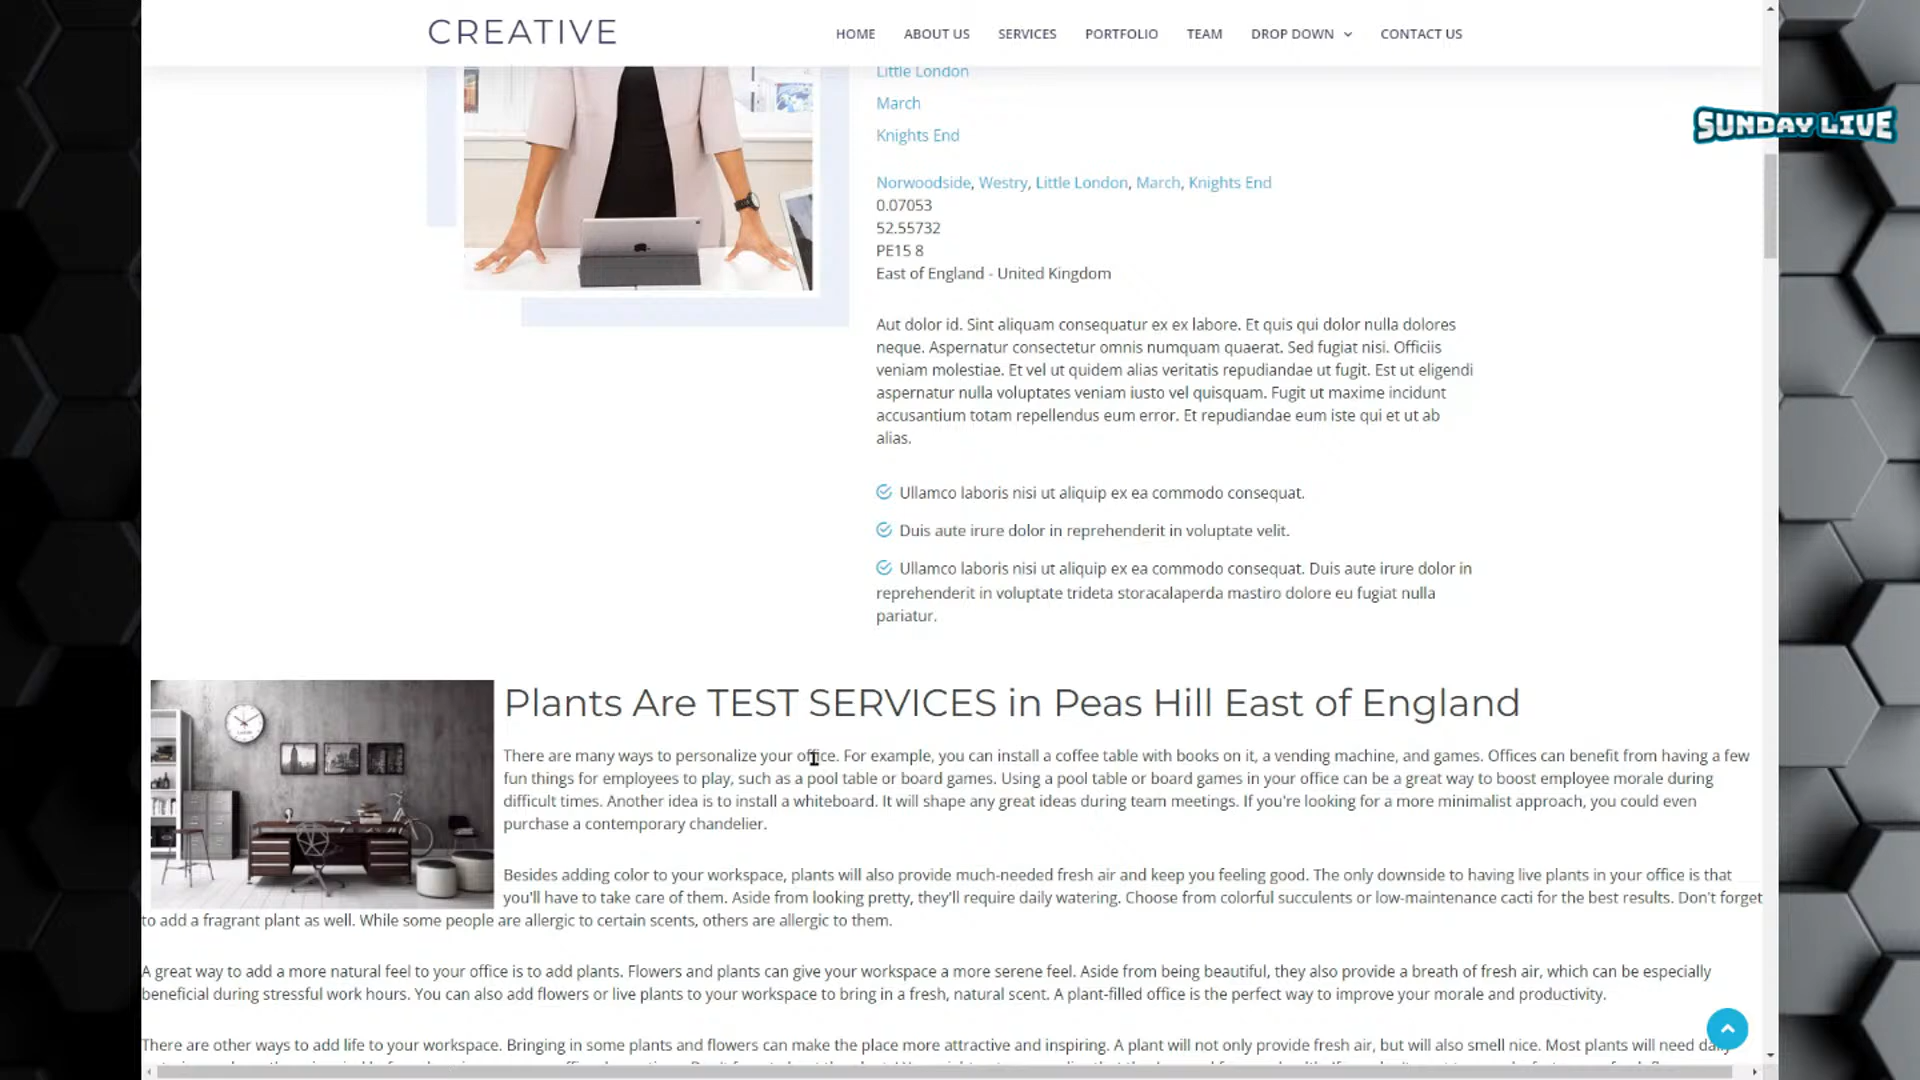 CREATIVE
HOME ABOUT US SERVICES PORTFOLIO TEAM DROP DOWN CONTACT US
SUNDAY LIVE
Little London
March
Knights End
Norwoodside, Westry, Little London, March, Knights End
0.07053
52.55732
PE15 8
East of England - United Kingdom
Aut dolor id. Sint aliquam consequatur ex ex labore. Et quis qui dolor nulla dolores
neque. Aspernatur consectetur omnis numquam quaerat. Sed fugiat nisi. Officiis
veniam molestiae. Et vel ut quidem alias veritatis repudiandae ut fugit. Est ut eligendi
aspernatur nulla voluptates veniam iusto vel quisquam. Fugit ut maxime incidunt
accusantium totam repellendus eum error. Et repudiandae eum iste qui et ut ab
alias.
Ullamco laboris nisi ut aliquip ex ea commodo consequat.
Duis aute irure dolor in reprehenderit in voluptate velit.
Ullamco laboris nisi ut aliquip ex ea commodo consequat. Duis aute irure dolor in
reprehenderit in voluptate trideta storacalaperda mastiro dolore eu fugiat nulla
pariatur.
Plants Are TEST SERVICES in Peas Hill East of England
There are many ways to personalize your office. For example, you can install a coffee table with books on it, a vending machine, and games. Offices can benefit from having a few
fun things for employees to play, such as a pool table or board games. Using a pool table or board games in your office can be a great way to boost employee morale during
difficult times. Another idea is to install a whiteboard. It will shape any great ideas during team meetings. If you're looking for a more minimalist approach, you could even
purchase a contemporary chandelier.
Besides adding color to your workspace, plants will also provide much-needed fresh air and keep you feeling good. The only downside to having live plants in your office is that
you'll have to take care of them. Aside from looking pretty, they'll require daily watering. Choose from colorful succulents or low-maintenance cacti for the best results. Don't forget
to add a fragrant plant as well. While some people are allergic to certain scents, others are allergic to them.
A great way to add a more natural feel to your office is to add plants. Flowers and plants can give your workspace a more serene feel. Aside from being beautiful, they also provide a breath of fresh air, which can be especially
beneficial during stressful work hours. You can also add flowers or live plants to your workspace to bring in a fresh, natural scent. A plant-filled office is the perfect way to improve your morale and productivity.
There are other ways to add life to your workspace. Bringing in some plants and flowers can make the place more attractive and inspiring. A plant will not only provide fresh air, but will also smell nice. Most plants will need daily